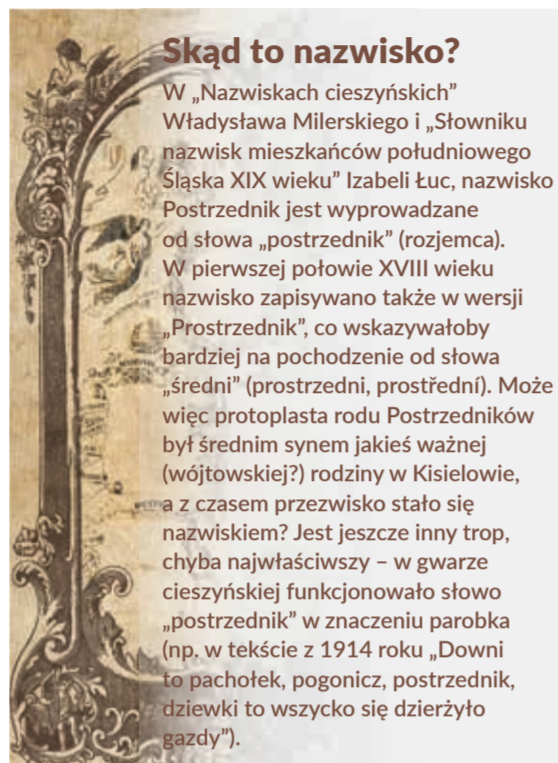 Skąd to nazwisko?
W „Nazwiskach cieszyńskich”
Władysława Milerskiego i „Słowniku
nazwisk mieszkańców południowego
Śląska XIX wieku” Izabeli Łuc, nazwisko
Postrzednik jest wyprowadzane
od słowa „postrzednik” (rozjemca).
W pierwszej połowie XVIII wieku
nazwisko zapisywano także w wersji
„Prostrzednik”, co wskazywałoby
bardziej na pochodzenie od słowa
„średni” (prostrzedni, prostřední). Może
więc protoplasta rodu Postrzedników
był średnim synem jakieś ważnej
(wójtowskiej?) rodziny w Kisielowie,
a z czasem przezwisko stało się
nazwiskiem? Jest jeszcze inny trop,
chyba najwłaściwszy – w gwarze
cieszyńskiej funkcjonowało słowo
„postrzednik” w znaczeniu parobka
(np. w tekście z 1914 roku „Downi
to pachołek, pogonicz, postrzednik,
dziewki to wszycko się dzierżyło
gazdy”).